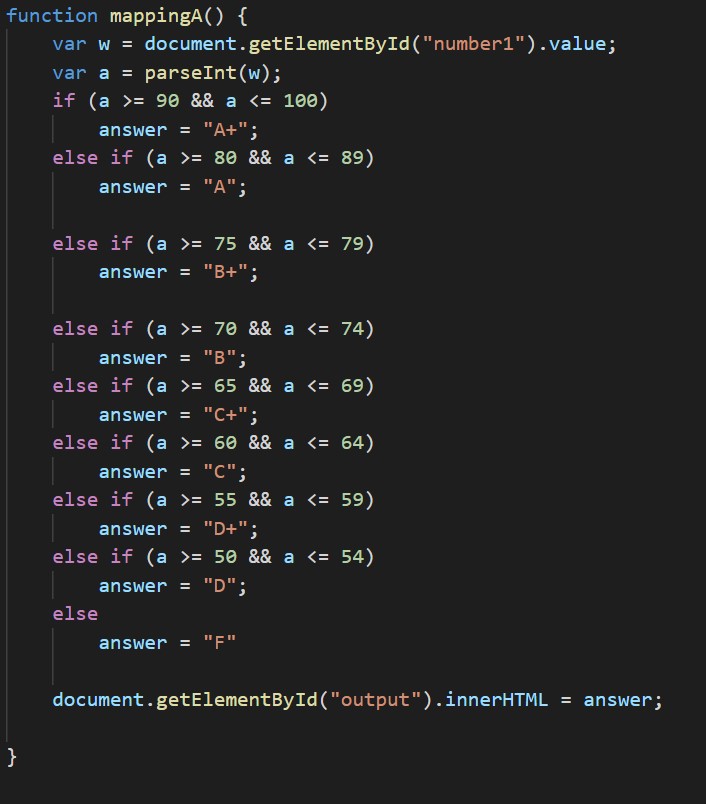 function mappingA() {
    var w = document.getElementById("number1").value;
    var a = parseInt(w);
    if (a >= 90 && a <= 100)
        answer = "A+";
    else if (a >= 80 && a <= 89)
        answer = "A";

    else if (a >= 75 && a <= 79)
        answer = "B+";

    else if (a >= 70 && a <= 74)
        answer = "B";
    else if (a >= 65 && a <= 69)
        answer = "C+";
    else if (a >= 60 && a <= 64)
        answer = "C";
    else if (a >= 55 && a <= 59)
        answer = "D+";
    else if (a >= 50 && a <= 54)
        answer = "D";
    else
        answer = "F"

    document.getElementById("output").innerHTML = answer;

}